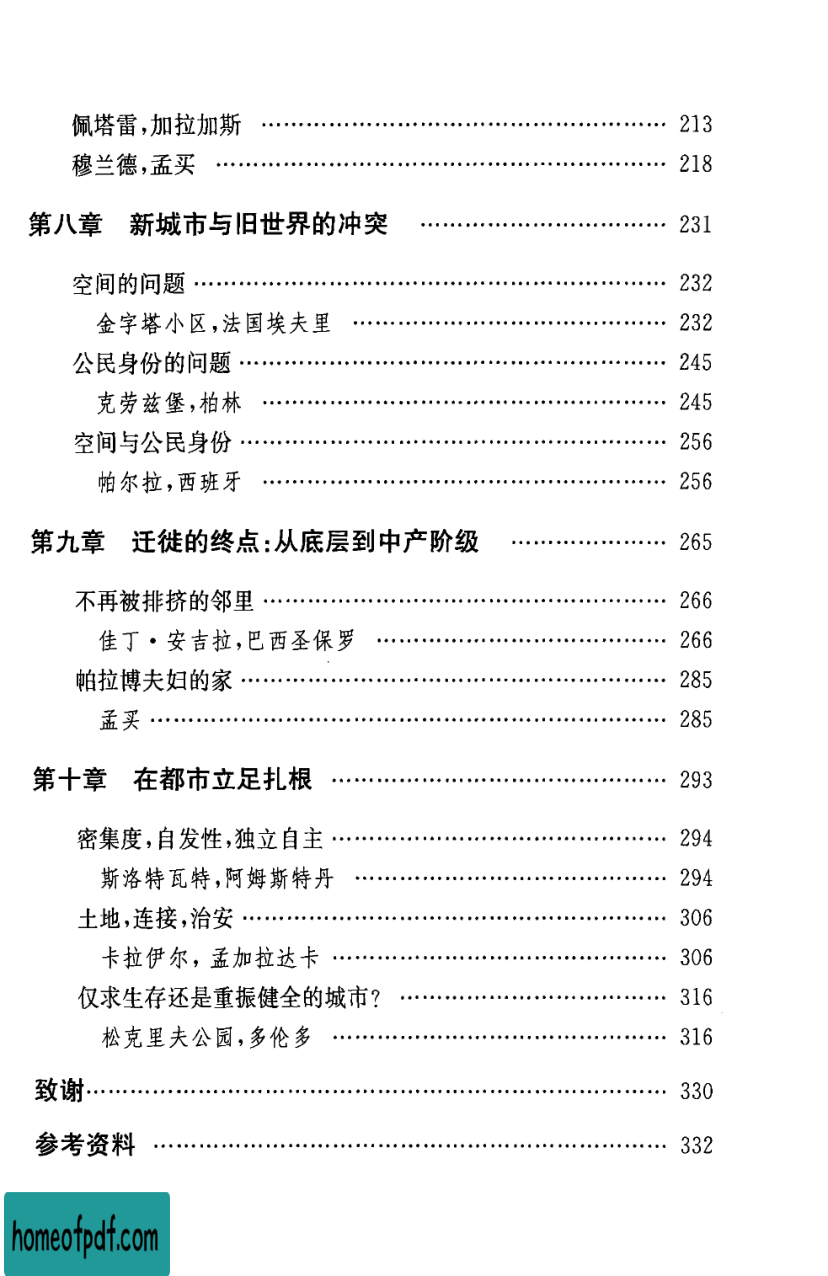 佩塔雷,加拉加斯 …………………………………………… 213
穆兰德,孟买 …………………………………………… 218
第八章 新城市与旧世界的冲突 …………………………… 231
空间的问题 …………………………………………… 232
金字塔小区,法国埃夫里 …………………………………… 232
公民身份的问题 …………………………………………… 245
克劳兹堡,柏林 …………………………………………… 245
空间与公民身份 …………………………………………… 256
帕尔拉,西班牙 …………………………………………… 256
第九章 迁徙的终点:从底层到中产阶级 ………………… 265
不再被排挤的邻里 …………………………………………… 266
佳丁·安吉拉,巴西圣保罗 ………………………………… 266
帕拉博夫妇的家 …………………………………………… 285
孟买 …………………………………………………… 285
第十章 在都市立足扎根 …………………………………… 293
密集度,自发性,独立自主 …………………………………… 294
斯洛特瓦特,阿姆斯特丹 …………………………………… 294
土地,连接,治安 …………………………………………… 306
卡拉伊尔，孟加拉达卡 …………………………………… 306
仅求生存还是重振健全的城市? …………………………… 316
松克里夫公园,多伦多 …………………………………… 316
致谢 …………………………………………………… 330
参考资料 …………………………………………………… 332
homeofpdf.com